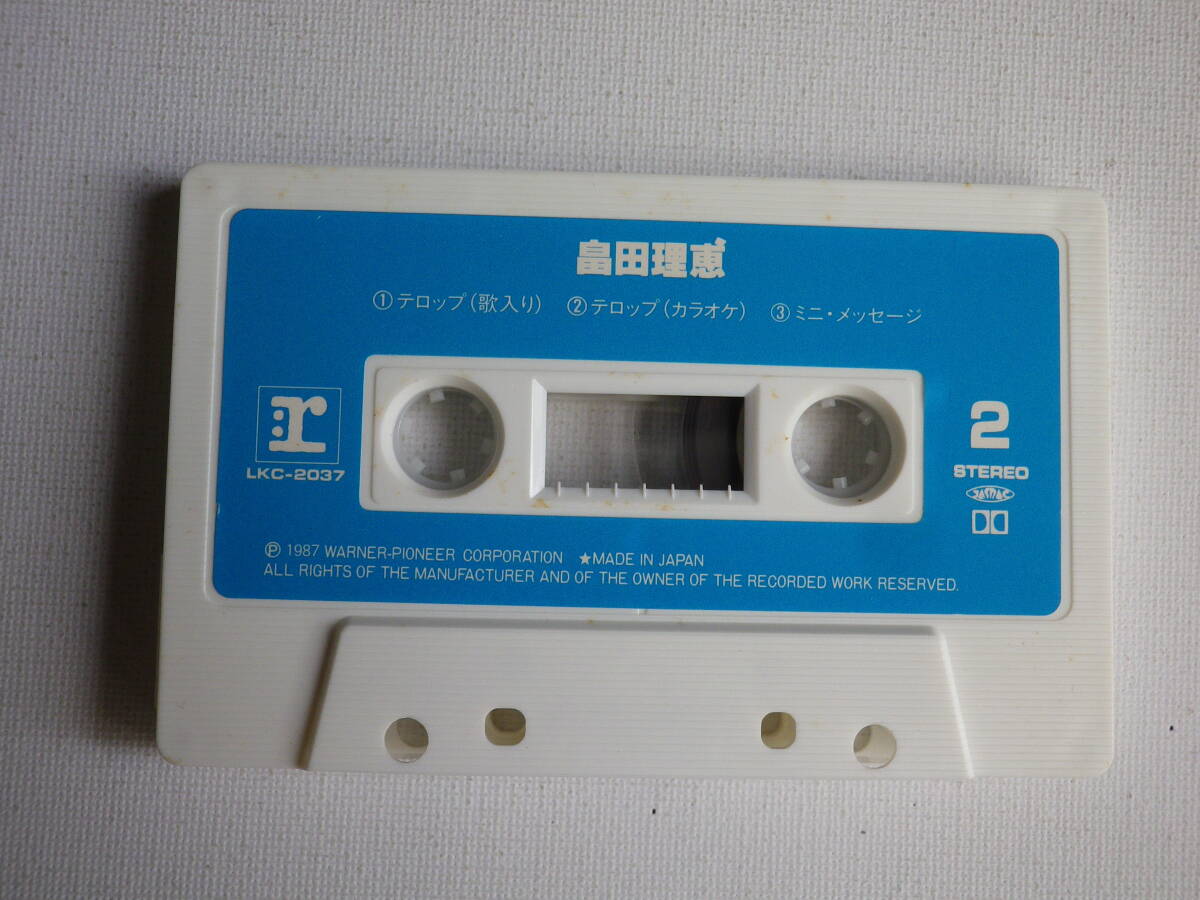 畠田理恵
①テロップ(歌入り) ②テロップ(カラオケ) ③ミニ・メッセージ
r
LKC-2037
2
STEREO
JASRAC
Ⓟ 1987 WARNER-PIONEER CORPORATION ★MADE IN JAPAN
ALL RIGHTS OF THE MANUFACTURER AND OF THE OWNER OF THE RECORDED WORK RESERVED.